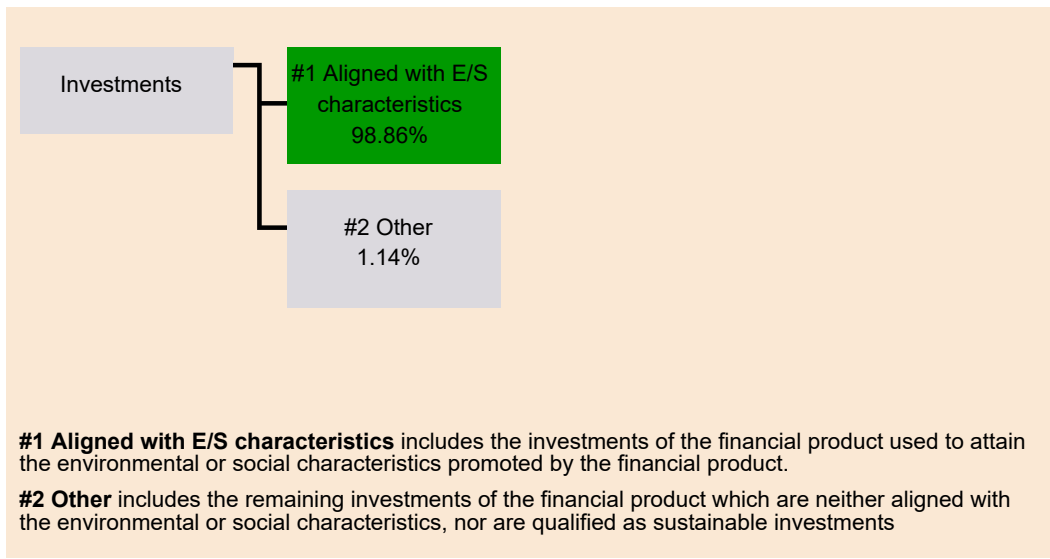 Investments
#1 Aligned with E/S
characteristics
98.86%
#2 Other
1.14%
#1 Aligned with E/S characteristics includes the investments of the financial product used to attain
the environmental or social characteristics promoted by the financial product.
#2 Other includes the remaining investments of the financial product which are neither aligned with
the environmental or social characteristics, nor are qualified as sustainable investments